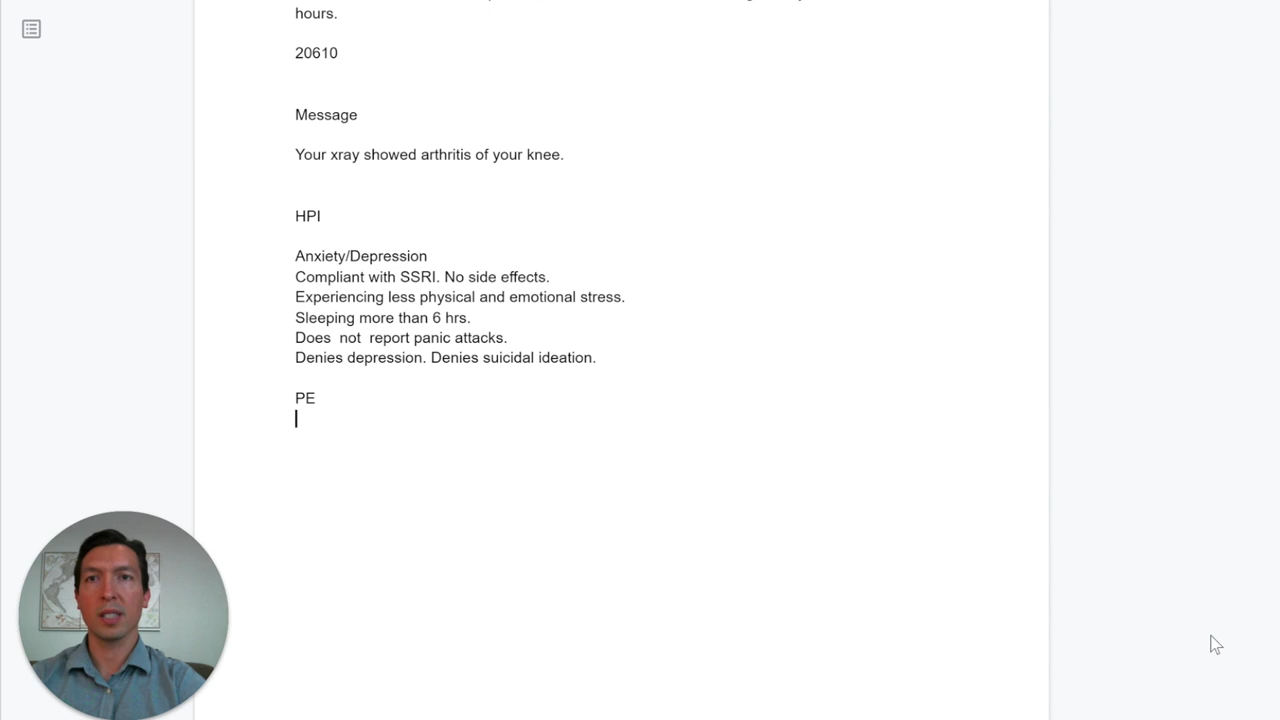 hours.
20610
Message
Your xray showed arthritis of your knee.
HPI
Anxiety/Depression
Compliant with SSRI. No side effects.
Experiencing less physical and emotional stress.
Sleeping more than 6 hrs.
Does  not  report panic attacks.
Denies depression. Denies suicidal ideation.
PE